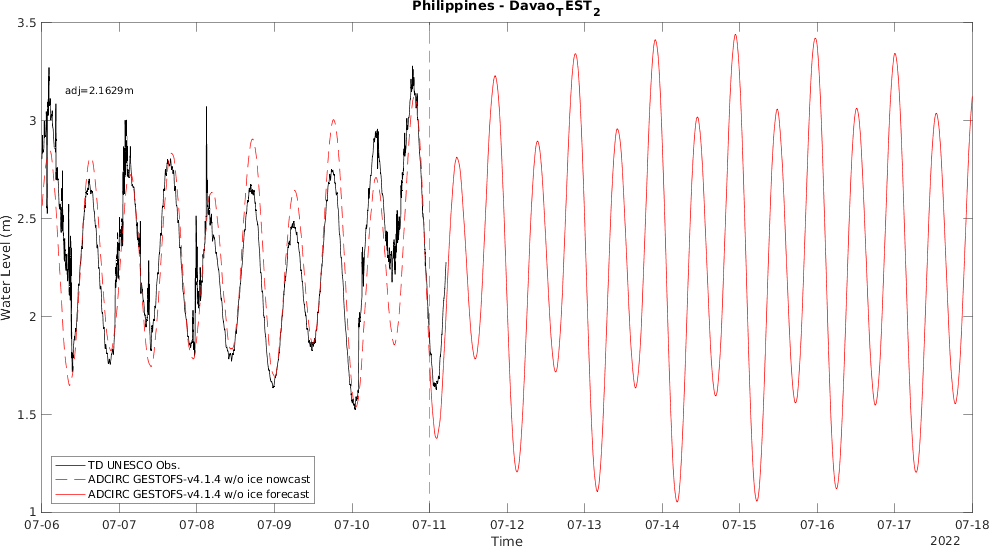 Philippines - Davao_TEST_2
3.5
adj=2.1629m
3
2.5
Water Level (m)
2
1.5
TD UNESCO Obs.
ADCIRC GESTOFS-v4.1.4 w/o ice nowcast
ADCIRC GESTOFS-v4.1.4 w/o ice forecast
1
07-06 07-07 07-08 07-09 07-10 07-11 07-12 07-13 07-14 07-15 07-16 07-17 07-18
Time
2022